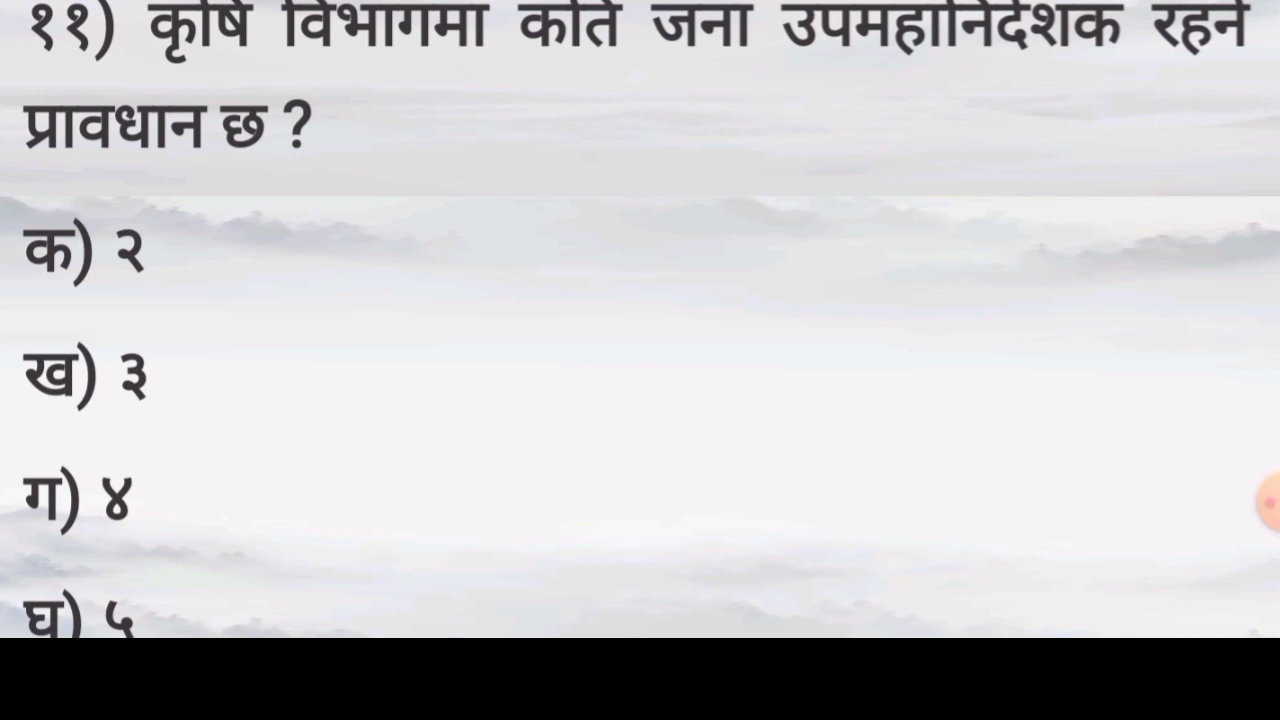 ११) कृषि विभागमा कति जना उपमहानिर्देशक रहने
प्रावधान छ ?
क) २
ख) ३
ग) ४
घ) ५